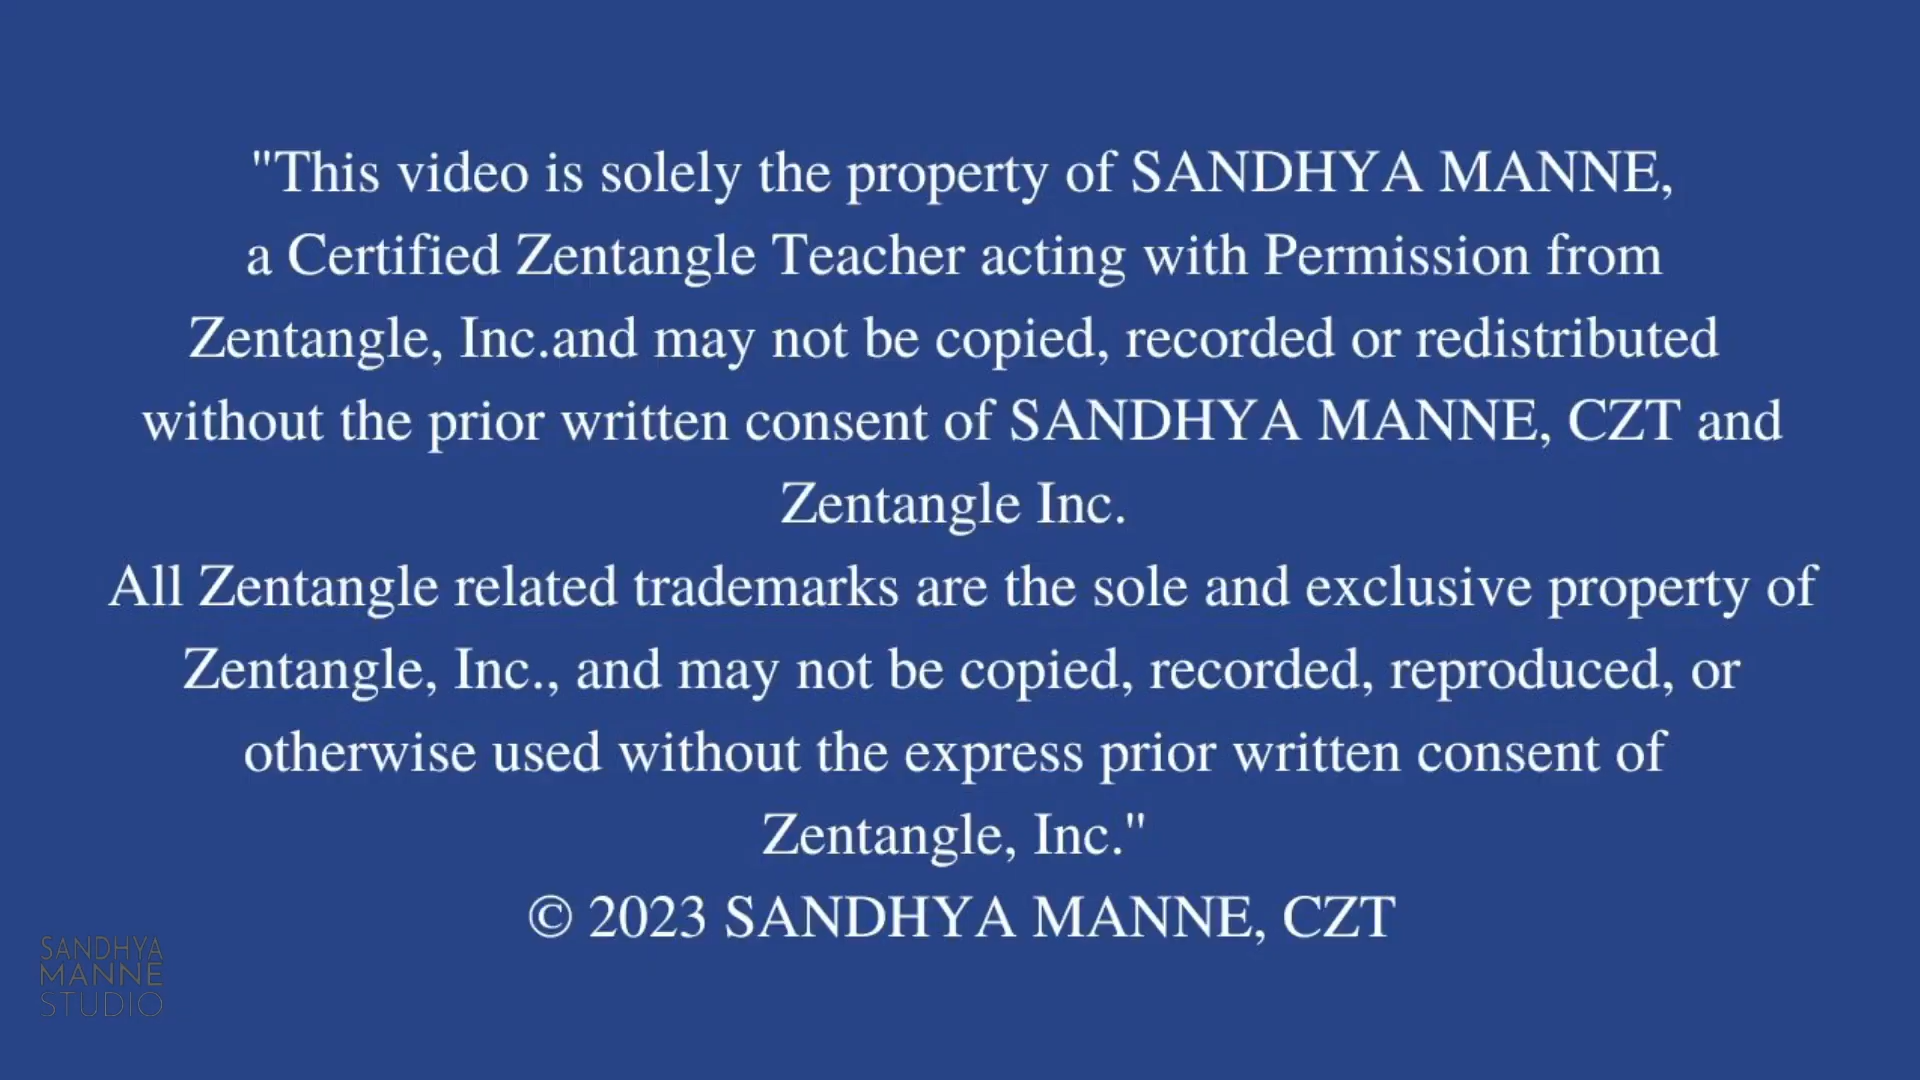 "This video is solely the property of SANDHYA MANNE,
a Certified Zentangle Teacher acting with Permission from
Zentangle, Inc.and may not be copied, recorded or redistributed
without the prior written consent of SANDHYA MANNE, CZT and
Zentangle Inc.
All Zentangle related trademarks are the sole and exclusive property of
Zentangle, Inc., and may not be copied, recorded, reproduced, or
otherwise used without the express prior written consent of
Zentangle, Inc."
© 2023 SANDHYA MANNE, CZT
SANDHYA
MANNE
STUDIO